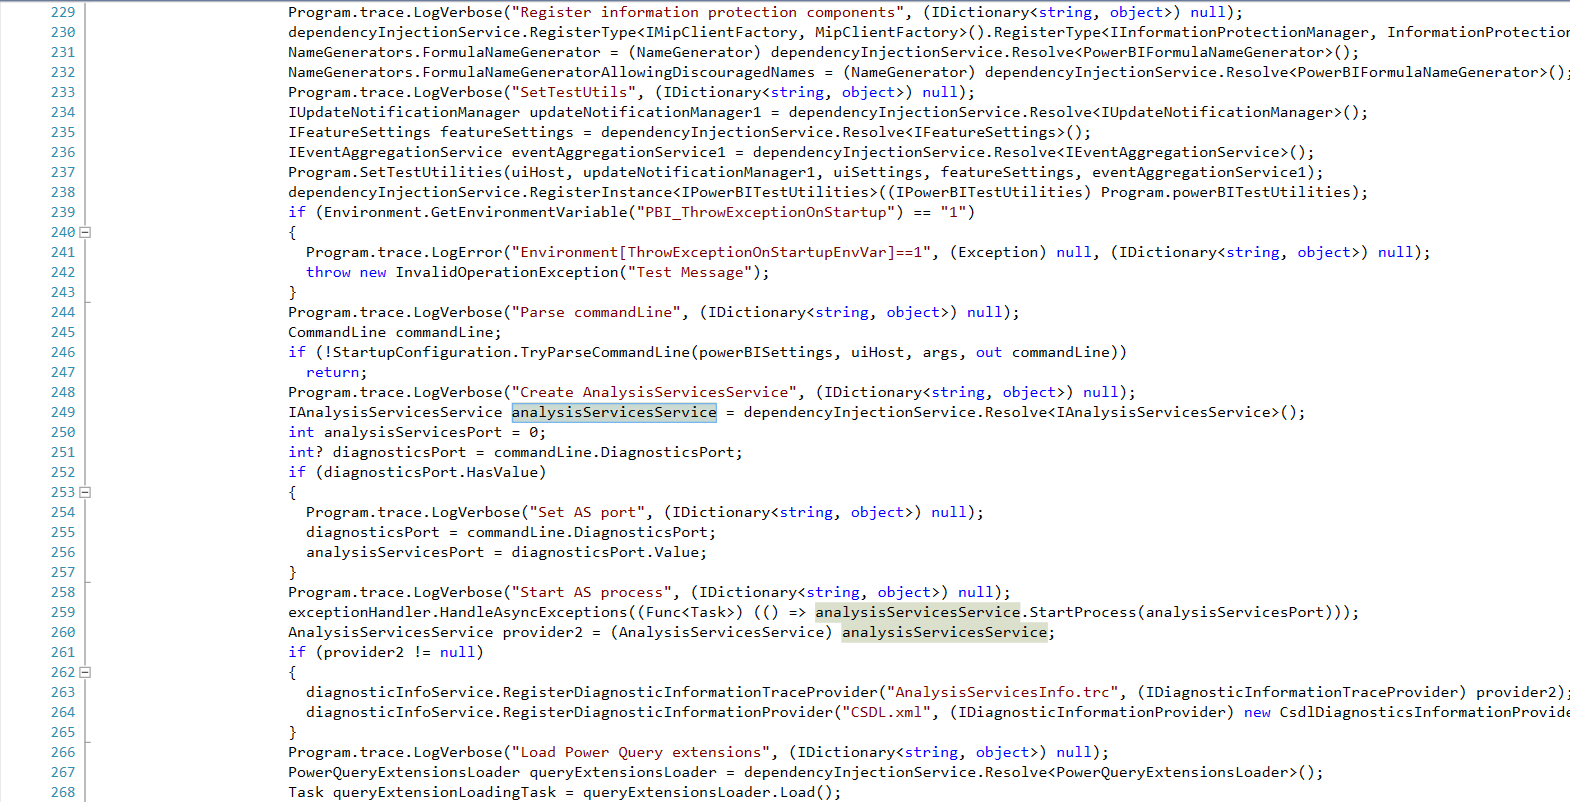 229 Program.trace.LogVerbose("Register information protection components", (IDictionary<string, object>) null);
230 dependencyInjectionService.RegisterType<IMipClientFactory, MipClientFactory>().RegisterType<IInformationProtectionManager, InformationProtection
231 NameGenerators.FormulaNameGenerator = (NameGenerator) dependencyInjectionService.Resolve<PowerBIFormulaNameGenerator>();
232 NameGenerators.FormulaNameGeneratorAllowingDiscouragedNames = (NameGenerator) dependencyInjectionService.Resolve<PowerBIFormulaNameGenerator>();
233 Program.trace.LogVerbose("SetTestUtils", (IDictionary<string, object>) null);
234 IUpdateNotificationManager updateNotificationManager1 = dependencyInjectionService.Resolve<IUpdateNotificationManager>();
235 IFeatureSettings featureSettings = dependencyInjectionService.Resolve<IFeatureSettings>();
236 IEventAggregationService eventAggregationService1 = dependencyInjectionService.Resolve<IEventAggregationService>();
237 Program.SetTestUtilities(uiHost, updateNotificationManager1, uiSettings, featureSettings, eventAggregationService1);
238 dependencyInjectionService.RegisterInstance<IPowerBITestUtilities>((IPowerBITestUtilities) Program.powerBITestUtilities);
239 if (Environment.GetEnvironmentVariable("PBI_ThrowExceptionOnStartup") == "1")
240 {
241 Program.trace.LogError("Environment[ThrowExceptionOnStartupEnvVar]==1", (Exception) null, (IDictionary<string, object>) null);
242 throw new InvalidOperationException("Test Message");
243 }
244 Program.trace.LogVerbose("Parse commandLine", (IDictionary<string, object>) null);
245 CommandLine commandLine;
246 if (!StartupConfiguration.TryParseCommandLine(powerBISettings, uiHost, args, out commandLine))
247 return;
248 Program.trace.LogVerbose("Create AnalysisServicesService", (IDictionary<string, object>) null);
249 IAnalysisServicesService analysisServicesService = dependencyInjectionService.Resolve<IAnalysisServicesService>();
250 int analysisServicesPort = 0;
251 int? diagnosticsPort = commandLine.DiagnosticsPort;
252 if (diagnosticsPort.HasValue)
253 {
254 Program.trace.LogVerbose("Set AS port", (IDictionary<string, object>) null);
255 diagnosticsPort = commandLine.DiagnosticsPort;
256 analysisServicesPort = diagnosticsPort.Value;
257 }
258 Program.trace.LogVerbose("Start AS process", (IDictionary<string, object>) null);
259 exceptionHandler.HandleAsyncExceptions((Func<Task>) (() => analysisServicesService.StartProcess(analysisServicesPort)));
260 AnalysisServicesService provider2 = (AnalysisServicesService) analysisServicesService;
261 if (provider2 != null)
262 {
263 diagnosticInfoService.RegisterDiagnosticInformationTraceProvider("AnalysisServicesInfo.trc", (IDiagnosticInformationTraceProvider) provider2);
264 diagnosticInfoService.RegisterDiagnosticInformationProvider("CSDL.xml", (IDiagnosticInformationProvider) new CsdlDiagnosticsInformationProvide
265 }
266 Program.trace.LogVerbose("Load Power Query extensions", (IDictionary<string, object>) null);
267 PowerQueryExtensionsLoader queryExtensionsLoader = dependencyInjectionService.Resolve<PowerQueryExtensionsLoader>();
268 Task queryExtensionLoadingTask = queryExtensionsLoader.Load();